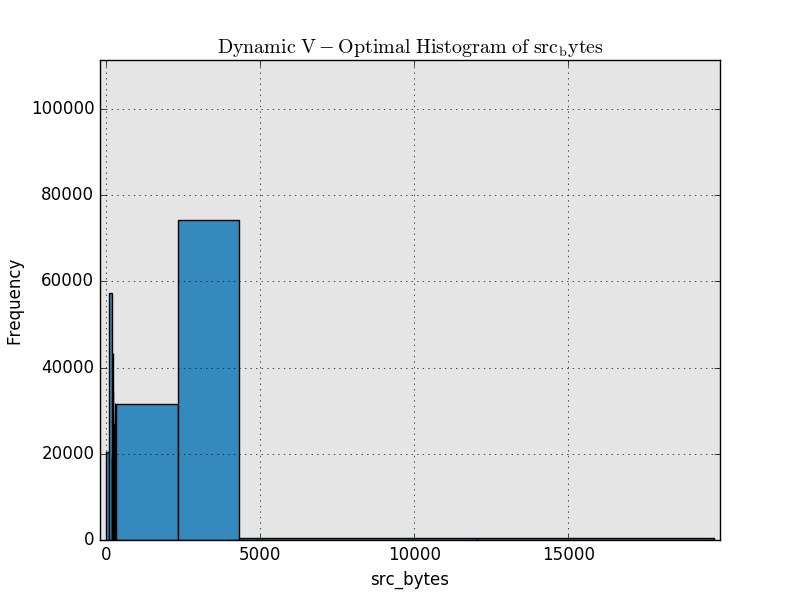 Dynamic V − Optimal Histogram of src_bytes
100000
80000
60000
40000
20000
0
Frequency
0 5000 10000 15000
src_bytes